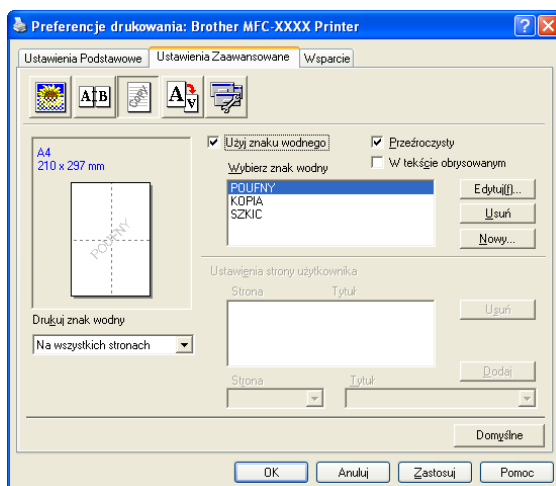 Preferencje drukowania: Brother MFC-XXXX Printer
Ustawienia Podstawowe Ustawienia Zaawansowane Wsparcie
A4
210 x 297 mm
POUFNY
Drukuj znak wodny
Na wszystkich stronach
Użyj znaku wodnego
Przeźroczysty
W tekście obrysowanym
Wybierz znak wodny
POUFNY
KOPIA
SZKIC
Edytuj(f)...
Usuń
Nowy...
Ustawienia strony użytkownika
Strona Tytuł
Usuń
Dodaj
Strona Tytuł
Domyślne
OK Anuluj Zastosuj Pomoc